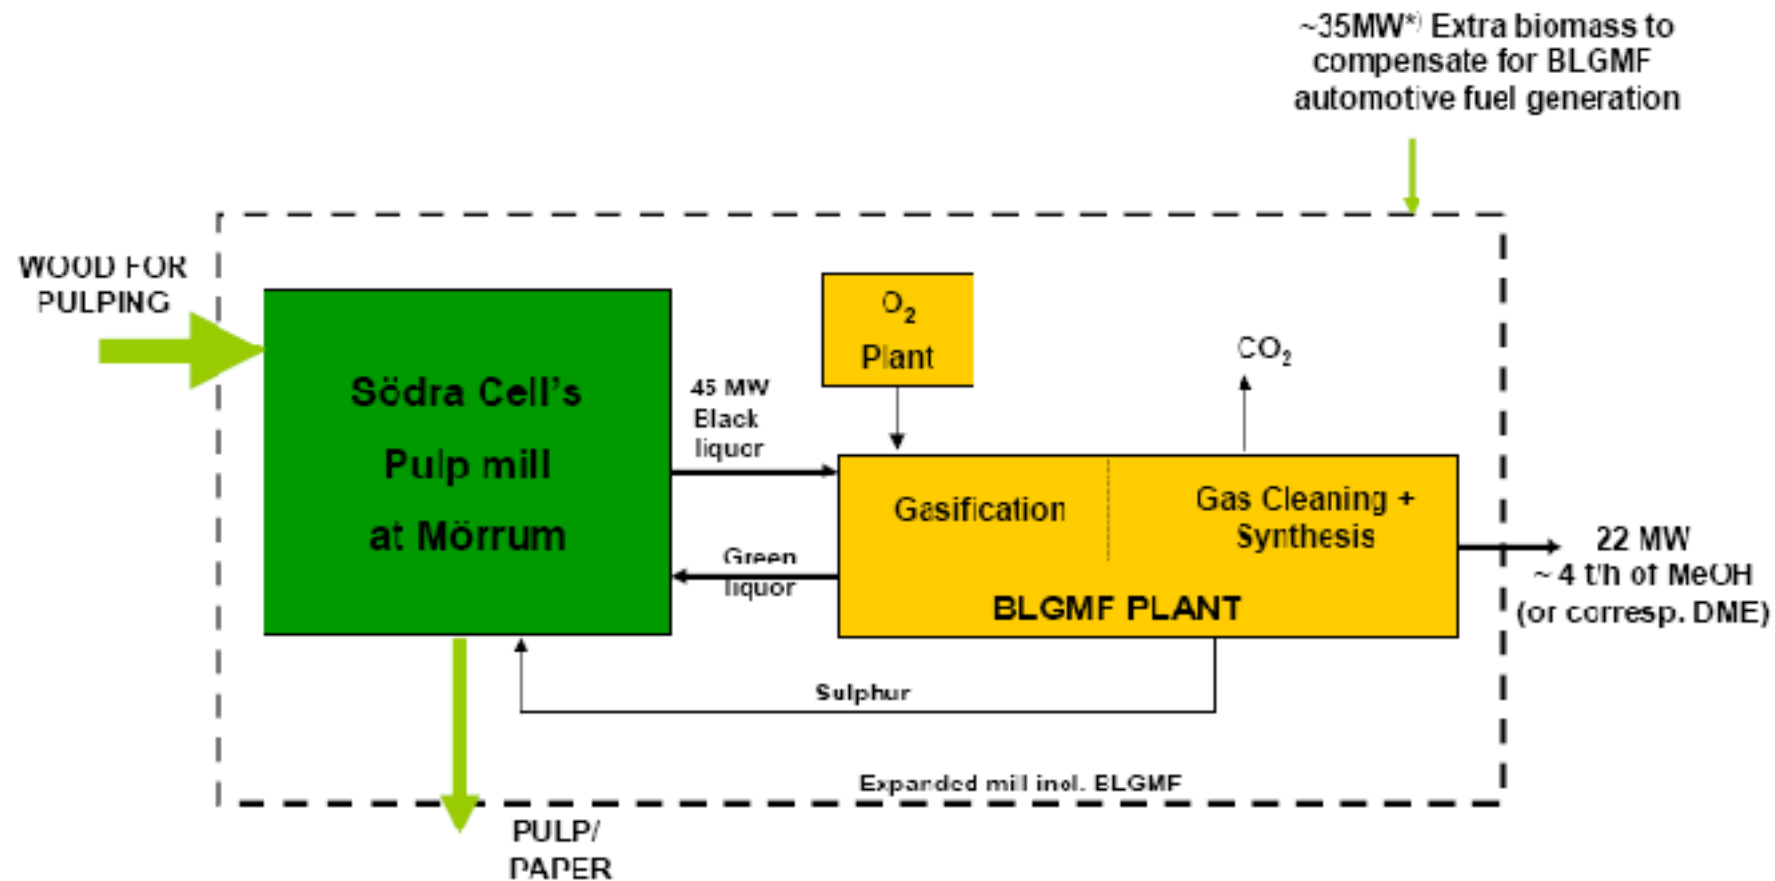 ~35MW*) Extra biomass to
compensate for BLGMF
automotive fuel generation
WOOD FOR
PULPING
O2
Plant
CO2
Södra Cell's
Pulp mill
at Mörrum
45 MW
Black
liquor
Gasification
Gas Cleaning +
Synthesis
Green
liquor
BLGMF PLANT
22 MW
~ 4 t/h of MeOH
(or corresp. DME)
Sulphur
Expanded mill incl. BLGMF
PULP/
PAPER